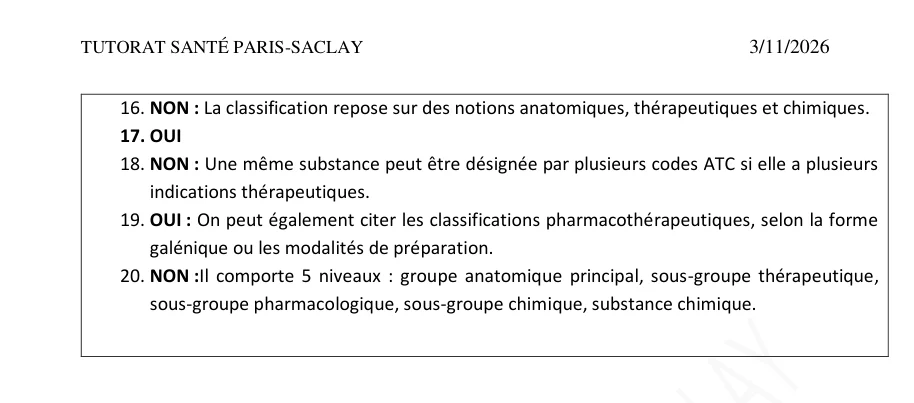 TUTORAT SANTÉ PARIS-SACLAY 3/11/2026
16. NON : La classification repose sur des notions anatomiques, thérapeutiques et chimiques.
17. OUI
18. NON : Une même substance peut être désignée par plusieurs codes ATC si elle a plusieurs
indications thérapeutiques.
19. OUI : On peut également citer les classifications pharmacothérapeutiques, selon la forme
galénique ou les modalités de préparation.
20. NON :Il comporte 5 niveaux : groupe anatomique principal, sous-groupe thérapeutique,
sous-groupe pharmacologique, sous-groupe chimique, substance chimique.